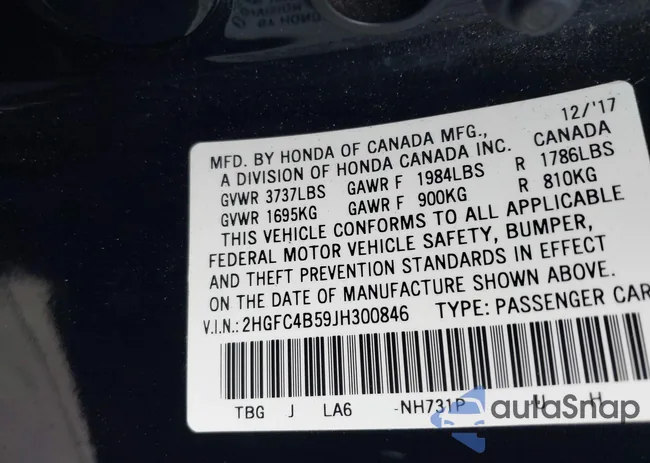 12/'17
MFD. BY HONDA OF CANADA MFG., CANADA
A DIVISION OF HONDA CANADA INC.
GVWR 3737LBS GAWR F 1984LBS R 1786LBS
GVWR 1695KG GAWR F 900KG R 810KG
THIS VEHICLE CONFORMS TO ALL APPLICABLE
FEDERAL MOTOR VEHICLE SAFETY, BUMPER,
AND THEFT PREVENTION STANDARDS IN EFFECT
ON THE DATE OF MANUFACTURE SHOWN ABOVE.
V.I.N.: 2HGFC4B59JH300846 TYPE: PASSENGER CAR
TBG J LA6 -NH731P U H
autoSnap